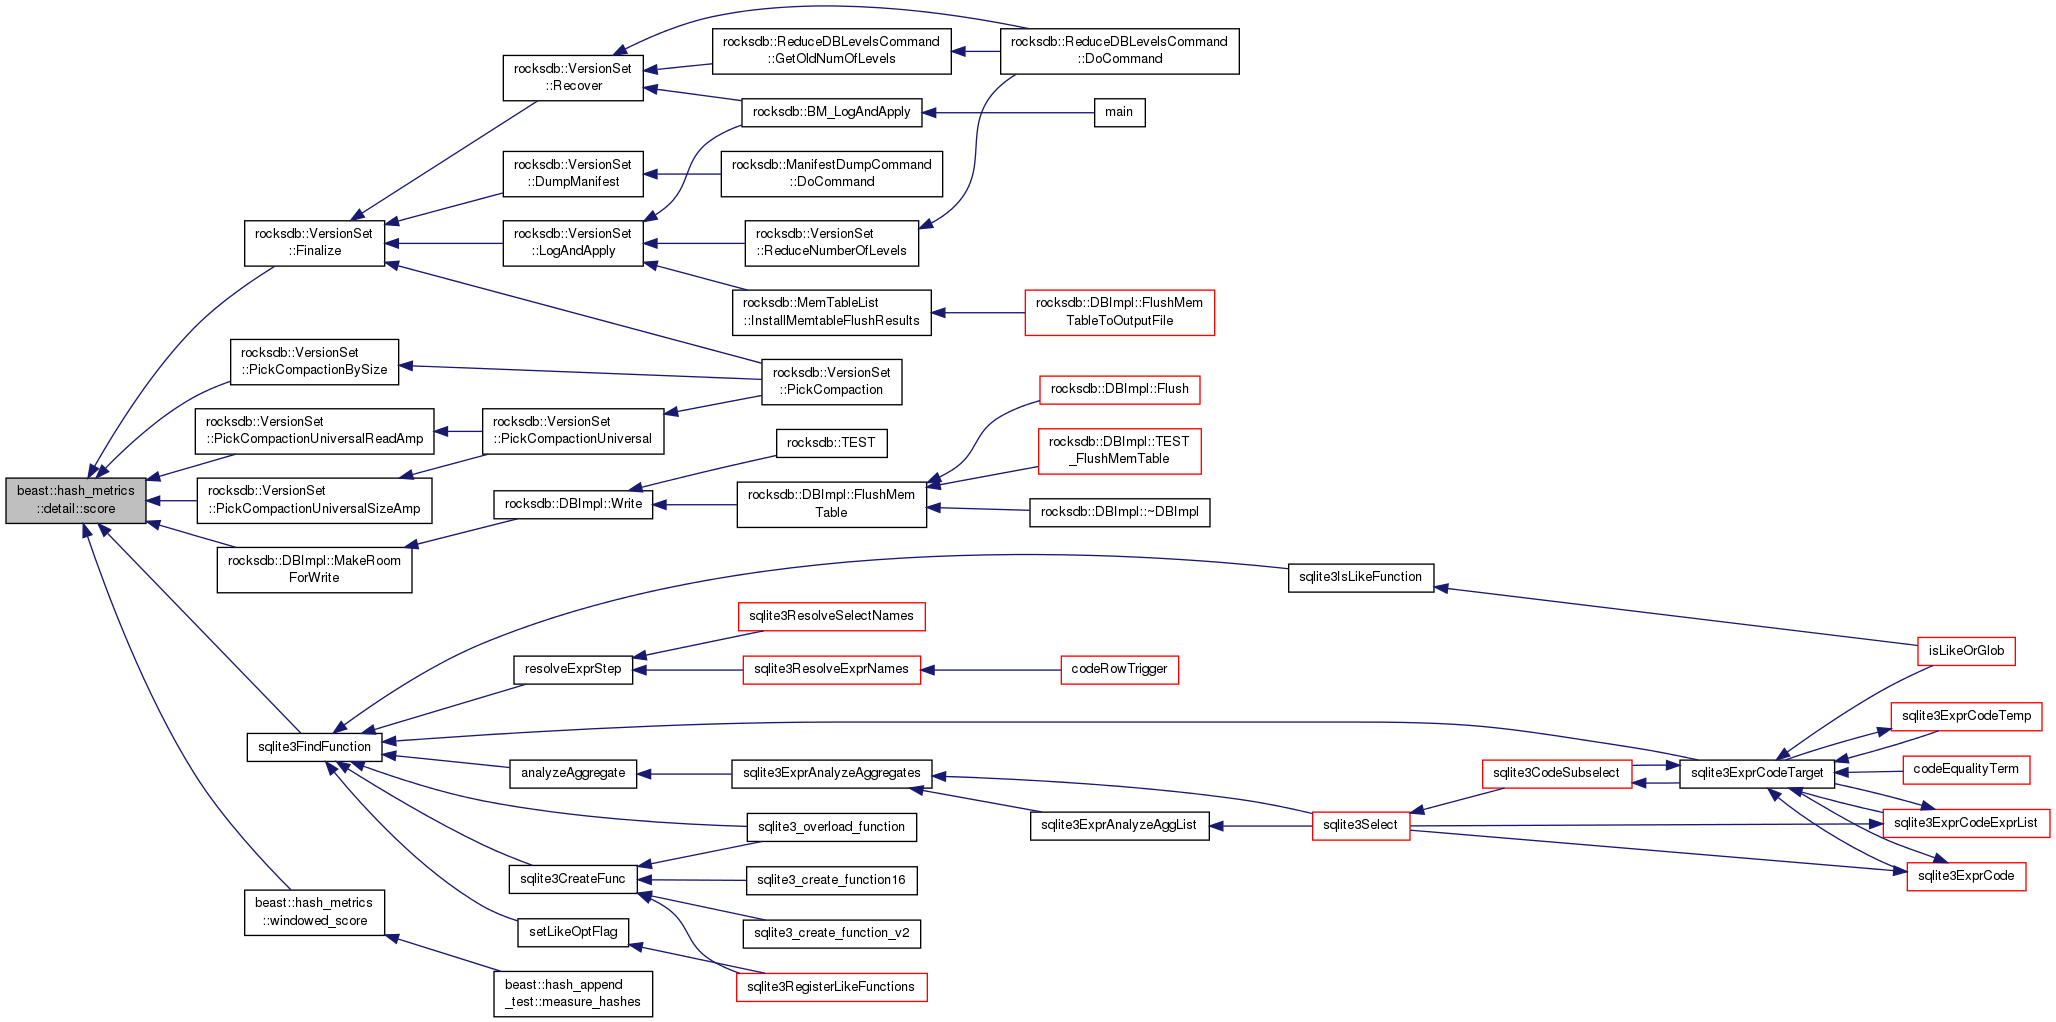 rocksdb::ReduceDBLevelsCommand
::GetOldNumOfLevels
rocksdb::ReduceDBLevelsCommand
::DoCommand
rocksdb::VersionSet
::Recover
rocksdb::BM_LogAndApply
main
rocksdb::VersionSet
::DumpManifest
rocksdb::ManifestDumpCommand
::DoCommand
rocksdb::VersionSet
::Finalize
rocksdb::VersionSet
::LogAndApply
rocksdb::VersionSet
::ReduceNumberOfLevels
rocksdb::MemTableList
::InstallMemtableFlushResults
rocksdb::DBImpl::FlushMem
TableToOutputFile
rocksdb::VersionSet
::PickCompactionBySize
rocksdb::VersionSet
::PickCompaction
rocksdb::DBImpl::Flush
rocksdb::VersionSet
::PickCompactionUniversalReadAmp
rocksdb::VersionSet
::PickCompactionUniversal
rocksdb::TEST
rocksdb::DBImpl::TEST
_FlushMemTable
beast::hash_metrics
::detail::score
rocksdb::VersionSet
::PickCompactionUniversalSizeAmp
rocksdb::DBImpl::Write
rocksdb::DBImpl::FlushMem
Table
rocksdb::DBImpl::~DBImpl
rocksdb::DBImpl::MakeRoom
ForWrite
sqlite3IsLikeFunction
sqlite3ResolveSelectNames
isLikeOrGlob
resolveExprStep
sqlite3ResolveExprNames
codeRowTrigger
sqlite3ExprCodeTemp
sqlite3FindFunction
analyzeAggregate
sqlite3ExprAnalyzeAggregates
sqlite3CodeSubselect
sqlite3ExprCodeTarget
codeEqualityTerm
sqlite3_overload_function
sqlite3ExprAnalyzeAggList
sqlite3Select
sqlite3ExprCodeExprList
sqlite3CreateFunc
sqlite3_create_function16
sqlite3ExprCode
beast::hash_metrics
::windowed_score
setLikeOptFlag
sqlite3_create_function_v2
beast::hash_append
_test::measure_hashes
sqlite3RegisterLikeFunctions